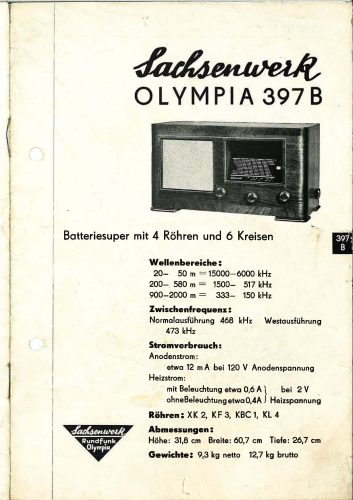 Sachsenwerk
OLYMPIA 397 B
Batteriesuper mit 4 Röhren und 6 Kreisen
397
B
Wellenbereiche:
20– 50 m = 15000–6000 kHz
200– 580 m = 1500– 517 kHz
900–2000 m = 333– 150 kHz
Zwischenfrequenz:
Normalausführung 468 kHz Westausführung
473 kHz
Stromverbrauch:
Anodenstrom:
etwa 12 mA bei 120 V Anodenspannung
Heizstrom:
mit Beleuchtung etwa 0,6 A } bei 2 V
ohne Beleuchtung etwa 0,4 A } Heizspannung
Röhren: XK 2, KF 3, KBC 1, KL 4
Abmessungen:
Höhe: 31,8 cm Breite: 60,7 cm Tiefe: 26,7 cm
Gewichte: 9,3 kg netto 12,7 kg brutto
Sachsenwerk
Rundfunk
Olympia